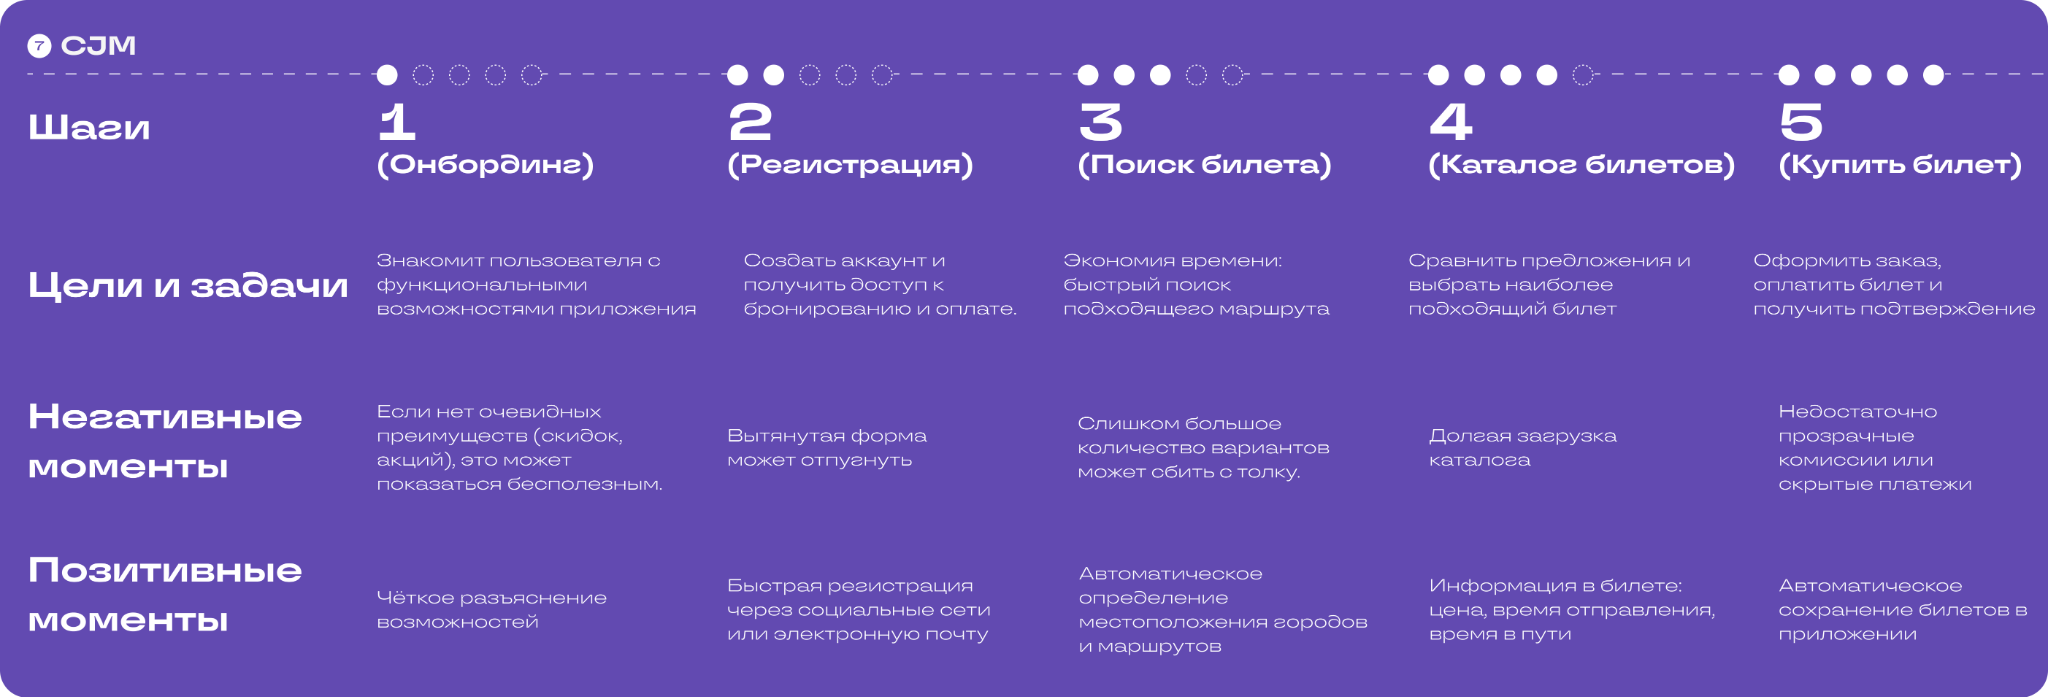 7 CJM
Шаги
1
(Онбординг)
2
(Регистрация)
3
(Поиск билета)
4
(Каталог билетов)
5
(Купить билет)
Цели и задачи
Знакомит пользователя с
функциональными
возможностями приложения
Создать аккаунт и
получить доступ к
бронированию и оплате.
Экономия времени:
быстрый поиск
подходящего маршрута
Сравнить предложения и
выбрать наиболее
подходящий билет
Оформить заказ,
оплатить билет и
получить подтверждение
Негативные
моменты
Если нет очевидных
преимуществ (скидок,
акций), это может
показаться бесполезным.
Вытянутая форма
может отпугнуть
Слишком большое
количество вариантов
может сбить с толку.
Долгая загрузка
каталога
Недостаточно
прозрачные
комиссии или
скрытые платежи
Позитивные
моменты
Чёткое разъяснение
возможностей
Быстрая регистрация
через социальные сети
или электронную почту
Автоматическое
определение
местоположения городов
и маршрутов
Информация в билете:
цена, время отправления,
время в пути
Автоматическое
сохранение билетов в
приложении